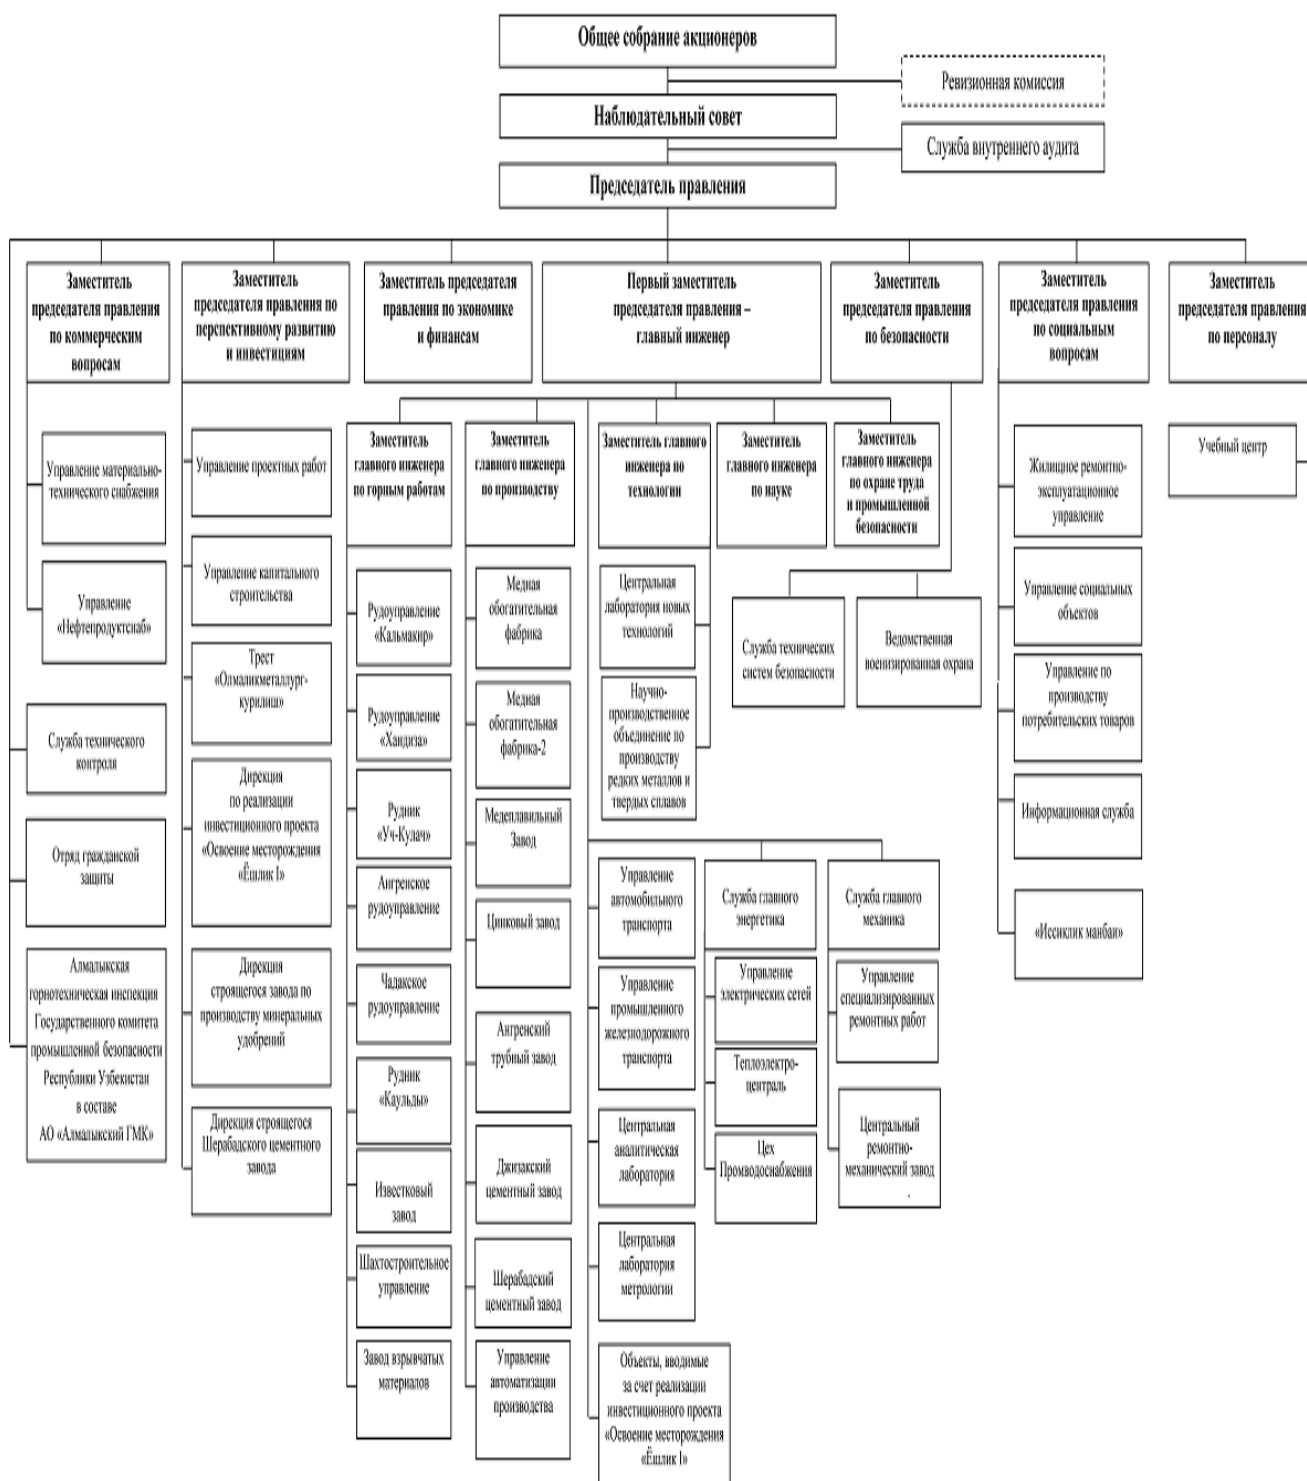 Общее собрание акционеров
Ревизионная комиссия
Наблюдательный совет
Служба внутреннего аудита
Председатель правления
Заместитель
председателя правления
по коммерческим
вопросам
Заместитель
председателя правления по
перспективному развитию
и инвестициям
Заместитель председателя
правления по экономике
и финансам
Первый заместитель
председателя правления –
главный инженер
Заместитель
председателя правления
по безопасности
Заместитель
председателя правления
по социальным
вопросам
Заместитель
председателя правления
по персоналу
Управление материально-
технического снабжения
Управление
«Нефтепродуктснаб»
Служба технического
контроля
Отряд гражданской
защиты
Алмалыкская
горнотехническая инспекция
Государственного комитета
промышленной безопасности
Республики Узбекистан
в составе
АО «Алмалыкский ГМК»
Управление проектных работ
Управление капитального
строительства
Трест
«Олмаликметаллург-
курилиш»
Дирекция
по реализации
инвестиционного проекта
«Освоение месторождения
«Ёшлик I»
Дирекция
строящегося завода по
производству минеральных
удобрений
Дирекция строящегося
Шерабадского цементного
завода
Заместитель
главного инженера
по горным работам
Рудоуправление
«Кальмакир»
Рудоуправление
«Хандиза»
Рудник
«Уч-Кулач»
Ангренское
рудоуправление
Чадакское
рудоуправление
Рудник
«Каульды»
Известковый
завод
Шахтостроительное
управление
Завод взрывчатых
материалов
Заместитель
главного инженера
по производству
Медная
обогатительная
фабрика
Медная
обогатительная
фабрика-2
Медеплавильный
Завод
Цинковый завод
Ангренский
трубный завод
Джизакский
цементный завод
Шерабадский
цементный завод
Управление
автоматизации
производства
Заместитель главного
инженера по
технологии
Центральная
лаборатория новых
технологий
Научно-
производственное
объединение по
производству
редких металлов и
твердых сплавов
Заместитель
главного инженера
по науке
Заместитель
главного инженера
по охране труда
и промышленной
безопасности
Управление
автомобильного
транспорта
Управление
промышленного
железнодорожного
транспорта
Центральная
аналитическая
лаборатория
Центральная
лаборатория
метрологии
Объекты, вводимые
за счет реализации
инвестиционного проекта
«Освоение месторождения
«Ёшлик I»
Служба главного
энергетика
Управление
электрических сетей
Теплоэлектро-
централь
Цех
Промводоснабжения
Служба главного
механика
Управление
специализированных
ремонтных работ
Центральный
ремонтно-
механический завод
.
Служба технических
систем безопасности
Ведомственная
военизированная охрана
Жилищное ремонтно-
эксплуатационное
управление
Управление социальных
объектов
Управление по
производству
потребительских товаров
Информационная служба
«Иссиклик манбаи»
Учебный центр